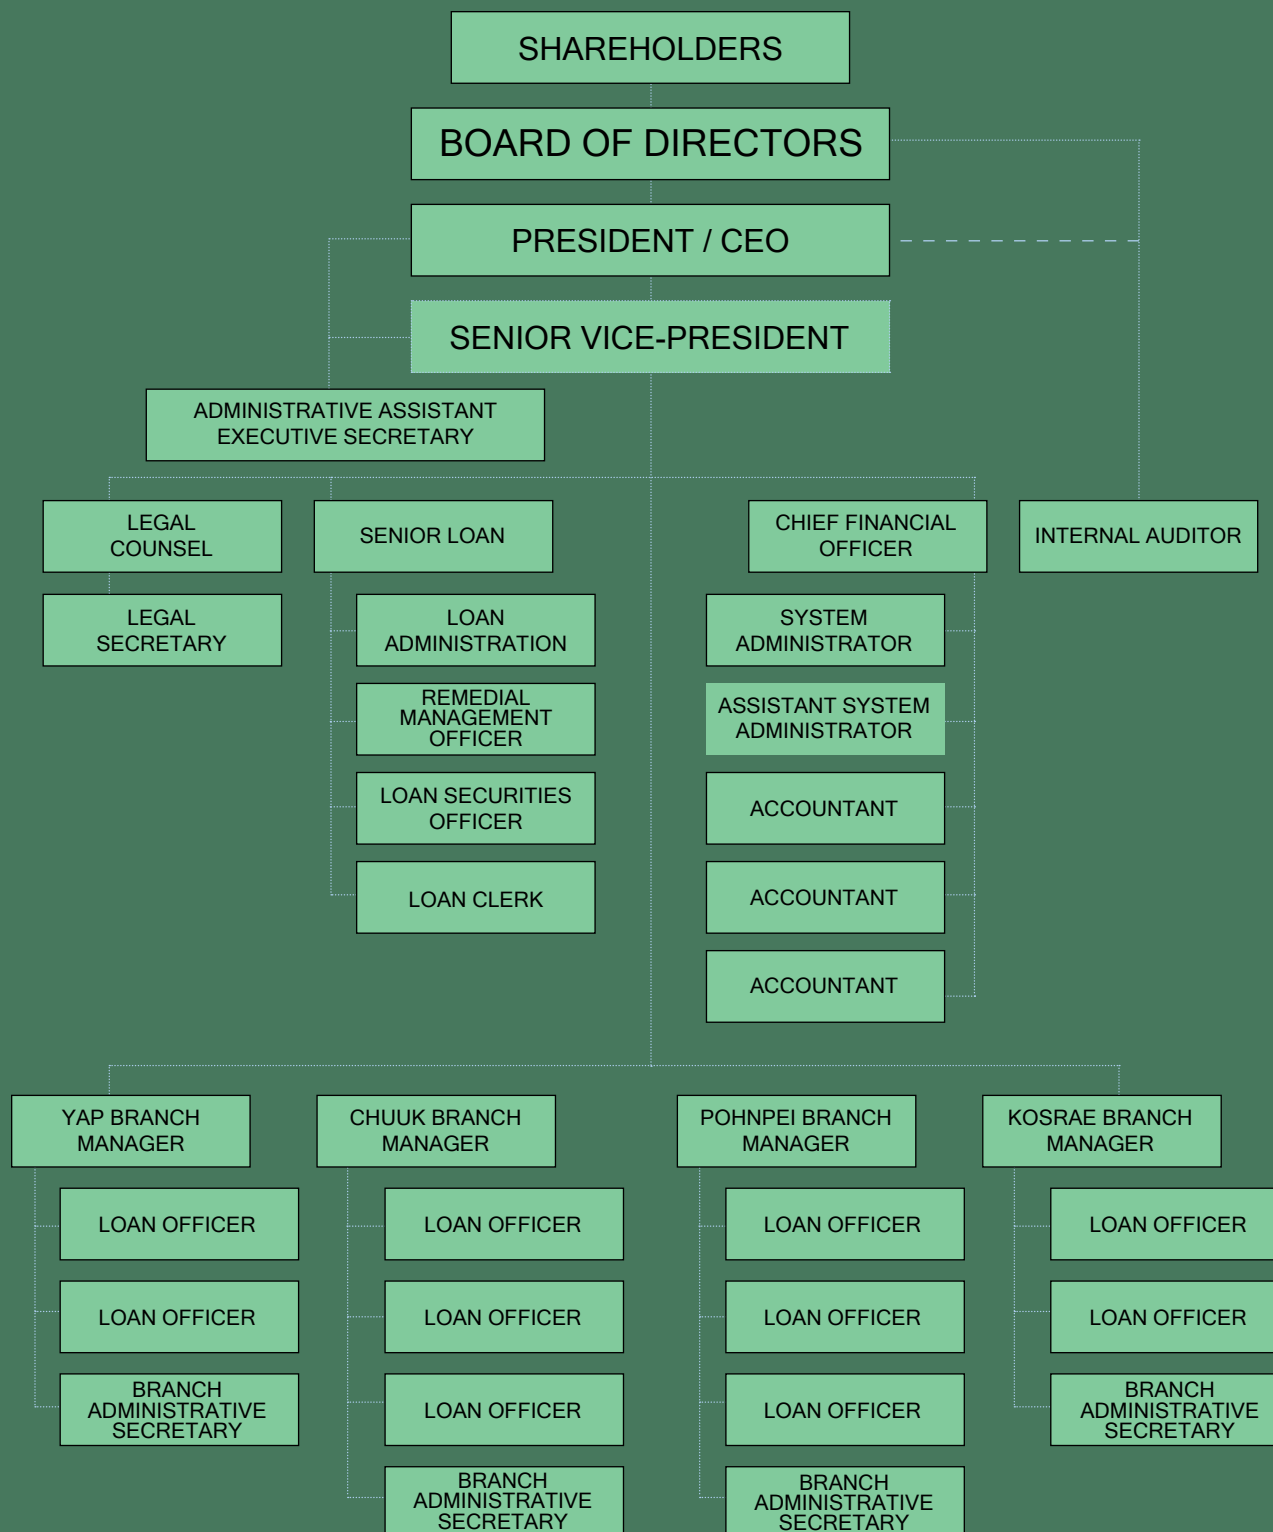 SHAREHOLDERS
BOARD OF DIRECTORS
PRESIDENT / CEO
SENIOR VICE-PRESIDENT
ADMINISTRATIVE ASSISTANT
EXECUTIVE SECRETARY
LEGAL
COUNSEL
SENIOR LOAN
CHIEF FINANCIAL
OFFICER
INTERNAL AUDITOR
LEGAL
SECRETARY
LOAN
ADMINISTRATION
REMEDIAL
MANAGEMENT
OFFICER
LOAN SECURITIES
OFFICER
LOAN CLERK
SYSTEM
ADMINISTRATOR
ASSISTANT SYSTEM
ADMINISTRATOR
ACCOUNTANT
ACCOUNTANT
ACCOUNTANT
YAP BRANCH
MANAGER
LOAN OFFICER
LOAN OFFICER
BRANCH
ADMINISTRATIVE
SECRETARY
CHUUK BRANCH
MANAGER
LOAN OFFICER
LOAN OFFICER
LOAN OFFICER
BRANCH
ADMINISTRATIVE
SECRETARY
POHNPEI BRANCH
MANAGER
LOAN OFFICER
LOAN OFFICER
LOAN OFFICER
BRANCH
ADMINISTRATIVE
SECRETARY
KOSRAE BRANCH
MANAGER
LOAN OFFICER
LOAN OFFICER
BRANCH
ADMINISTRATIVE
SECRETARY